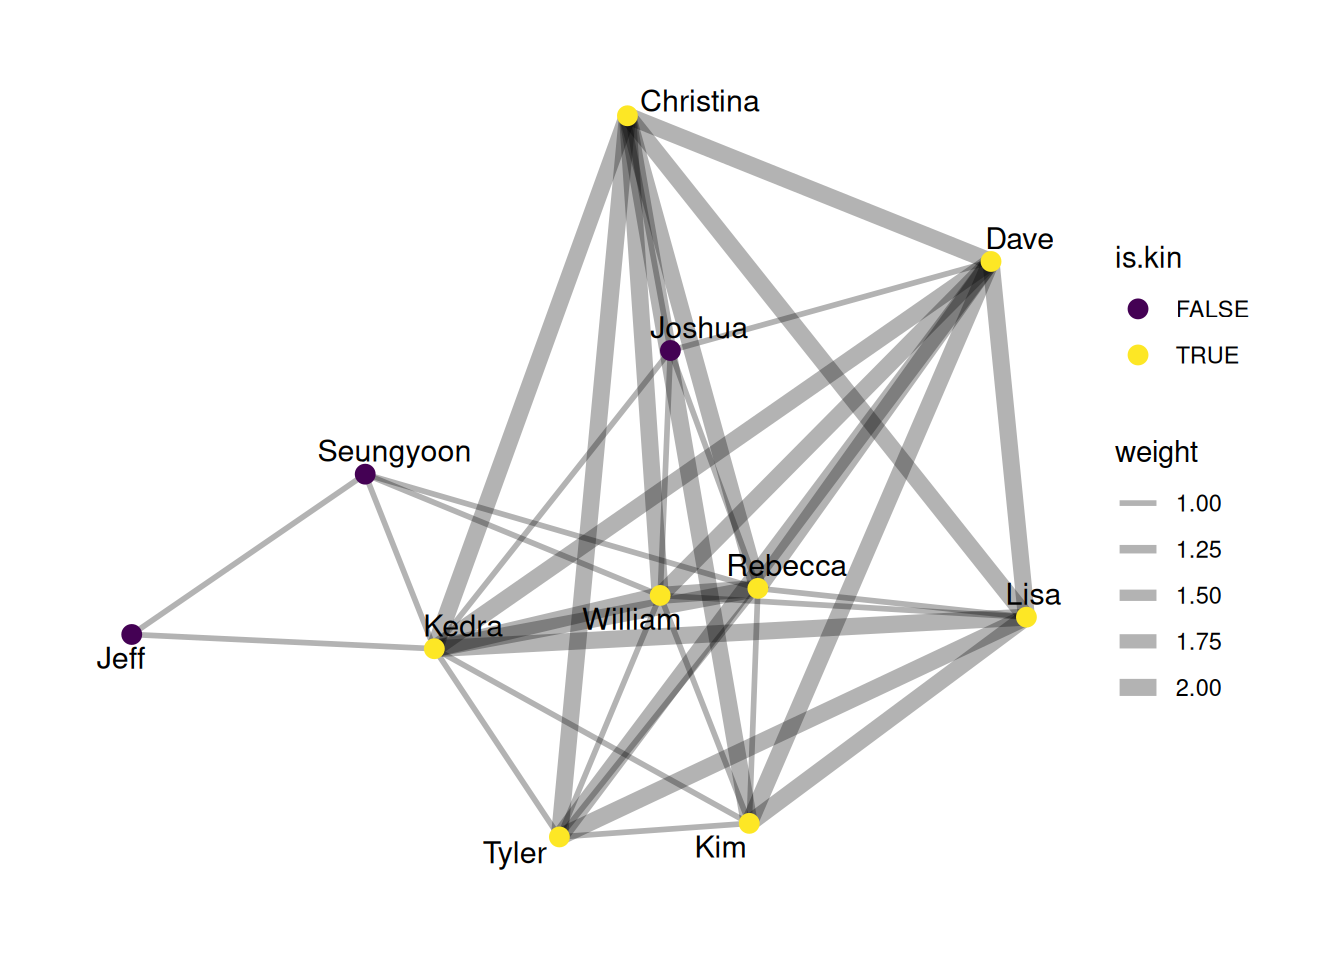 Christina
Dave
Joshua
Seungyoon
Rebecca
Lisa
William
Kedra
Jeff
Tyler
Kim
is.kin
FALSE
TRUE
weight
1.00
1.25
1.50
1.75
2.00